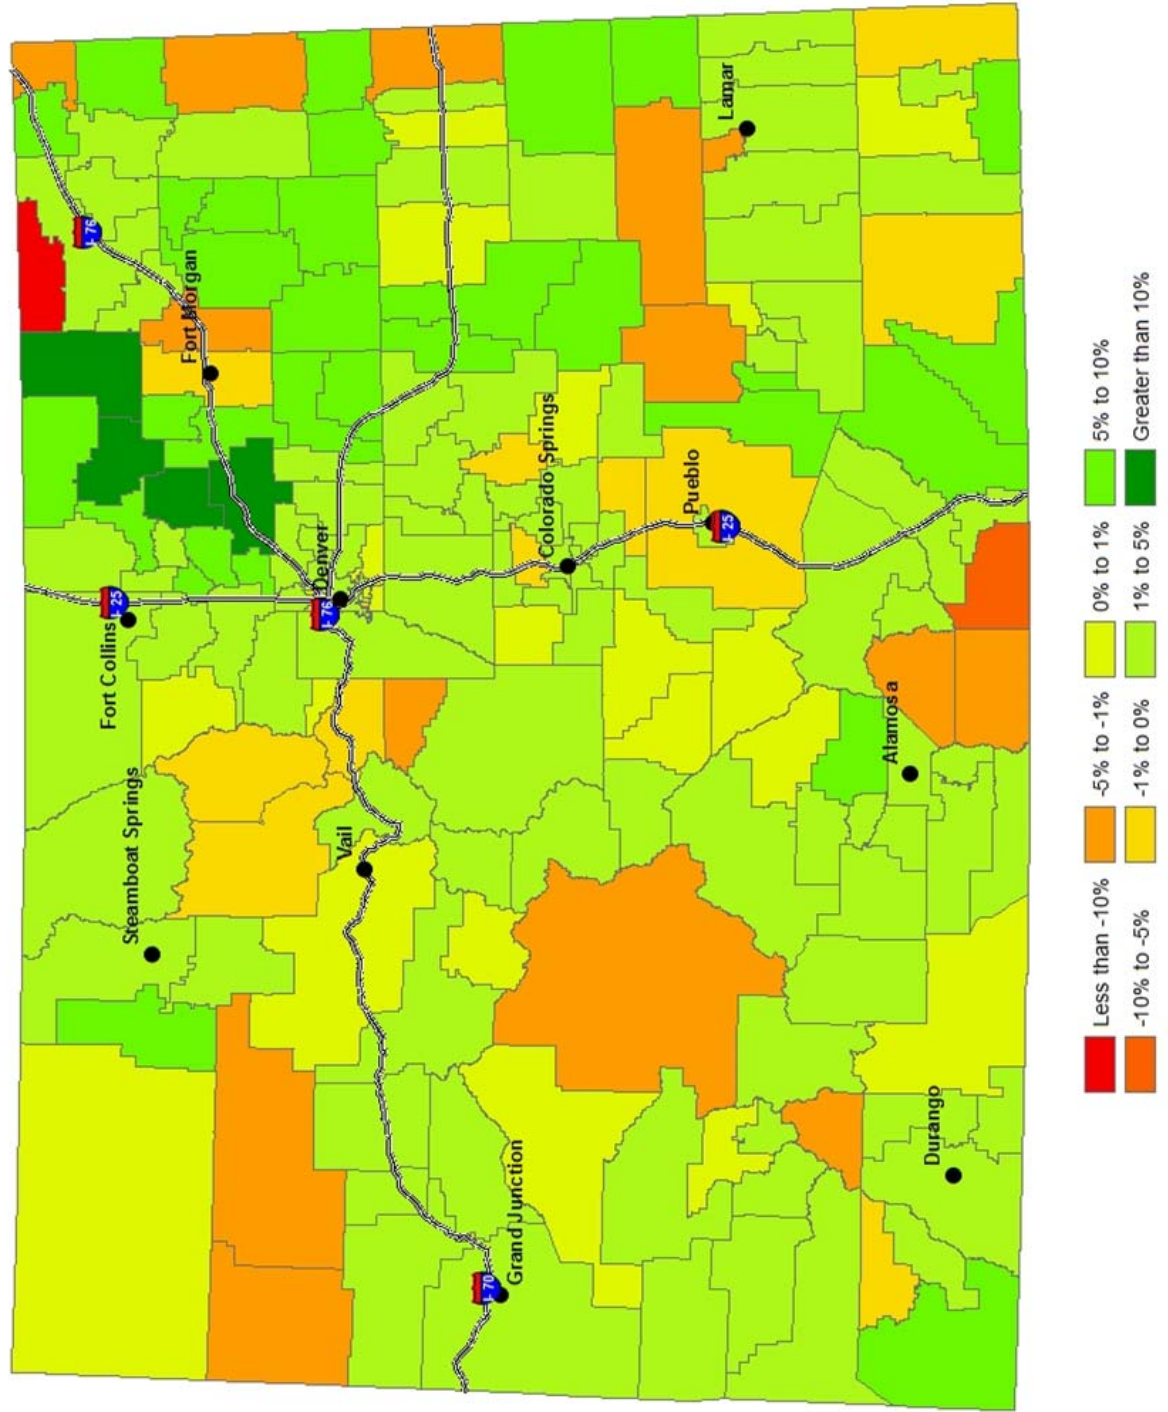 I- 76
Fort Collins
I- 25
Steamboat Springs
Fort Morgan
Denver
I- 76
Vail
I- 70
Grand Junction
Colorado Springs
Pueblo
I- 25
Lamar
Alamosa
Durango
Less than -10% -5% to -1% 0% to 1% 5% to 10%
-10% to -5% -1% to 0% 1% to 5% Greater than 10%